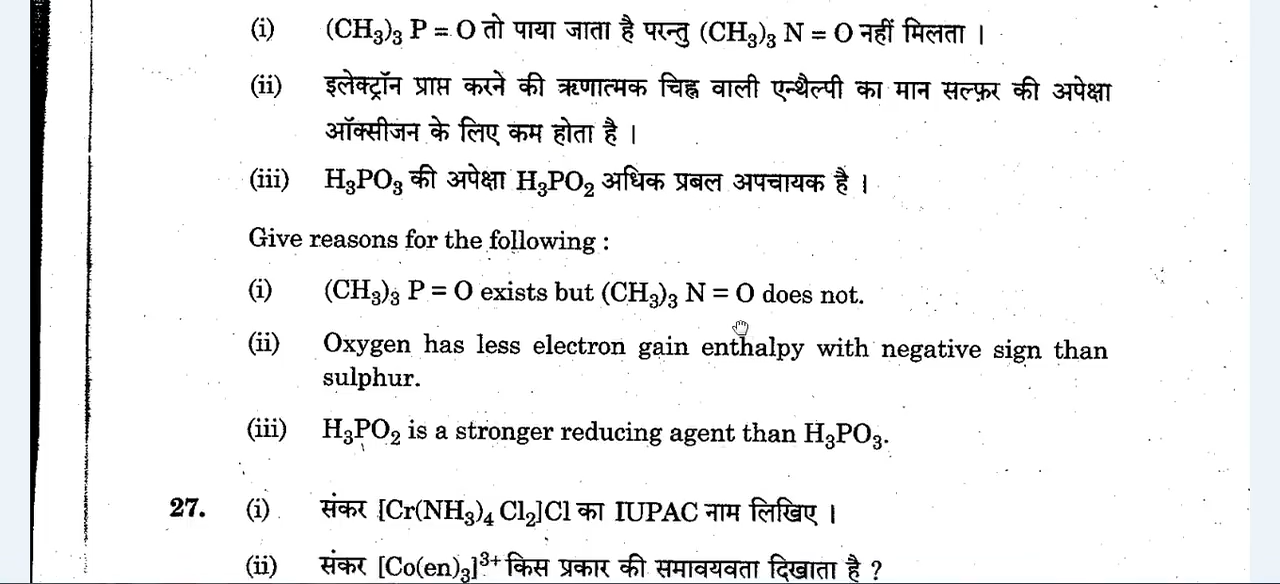 (i) (CH₃)₃ P = O तो पाया जाता है परन्तु (CH₃)₃ N = O नहीं मिलता ।
(ii) इलेक्ट्रॉन प्राप्त करने की ऋणात्मक चिह्न वाली एन्थैल्पी का मान सल्फ़र की अपेक्षा
ऑक्सीजन के लिए कम होता है ।
(iii) H₃PO₃ की अपेक्षा H₃PO₂ अधिक प्रबल अपचायक है ।
Give reasons for the following :
(i) (CH₃)₃ P = O exists but (CH₃)₃ N = O does not.
(ii) Oxygen has less electron gain enthalpy with negative sign than
sulphur.
(iii) H₃PO₂ is a stronger reducing agent than H₃PO₃.
27. (i) संकर [Cr(NH₃)₄ Cl₂]Cl का IUPAC नाम लिखिए ।
(ii) संकर [Co(en)₃]³⁺ किस प्रकार की समावयवता दिखाता है ?